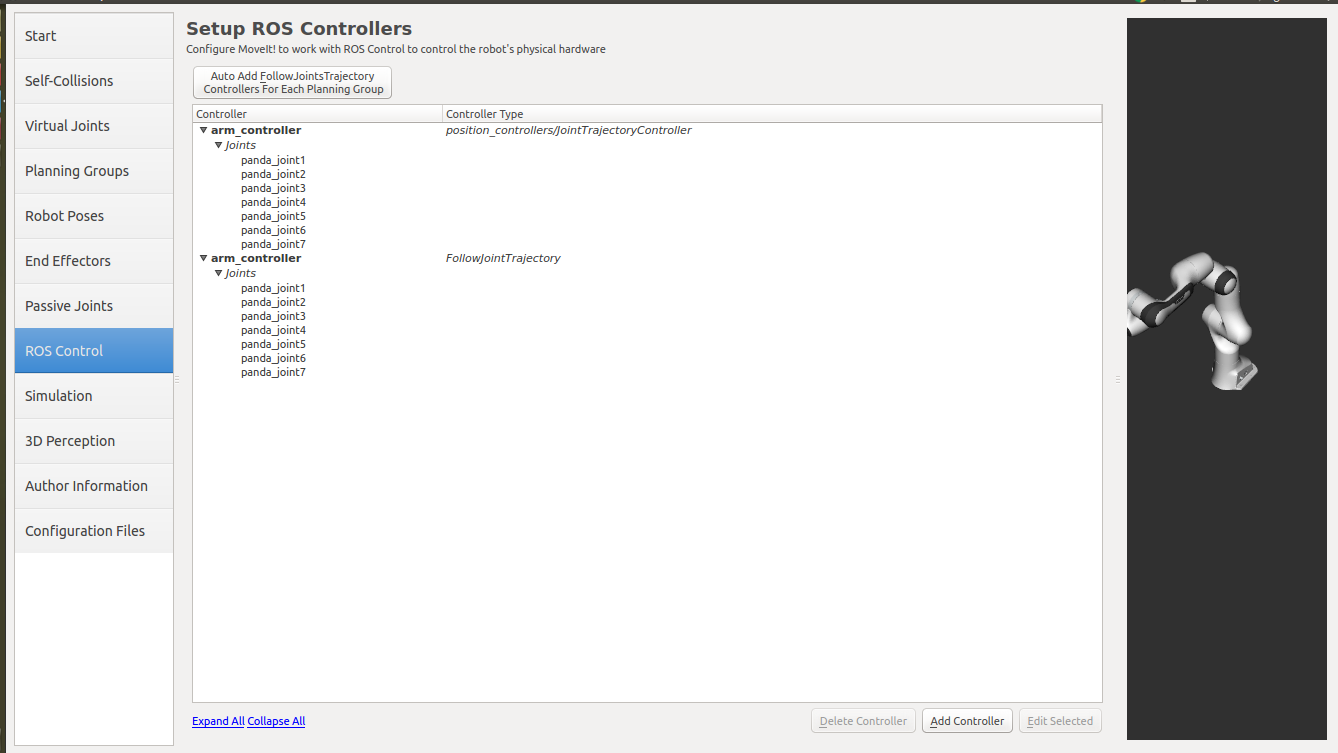 Start
Self-Collisions
Virtual Joints
Planning Groups
Robot Poses
End Effectors
Passive Joints
ROS Control
Simulation
3D Perception
Author Information
Configuration Files
Setup ROS Controllers
Configure MoveIt! to work with ROS Control to control the robot's physical hardware
Auto Add FollowJointsTrajectory
Controllers For Each Planning Group
Controller Controller Type
arm_controller position_controllers/JointTrajectoryController
Joints
panda_joint1
panda_joint2
panda_joint3
panda_joint4
panda_joint5
panda_joint6
panda_joint7
arm_controller FollowJointTrajectory
Joints
panda_joint1
panda_joint2
panda_joint3
panda_joint4
panda_joint5
panda_joint6
panda_joint7
Expand All Collapse All Delete Controller Add Controller Edit Selected